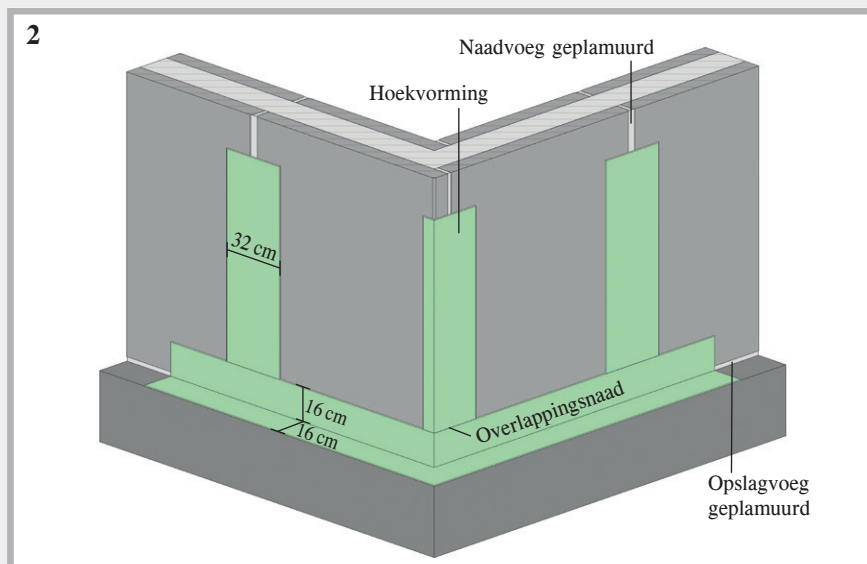 2
Naadvoeg geplamuurd
Hoekvorming
32 cm
16 cm
16 cm
Overlappingsnaad
Opslagvoeg
geplamuurd